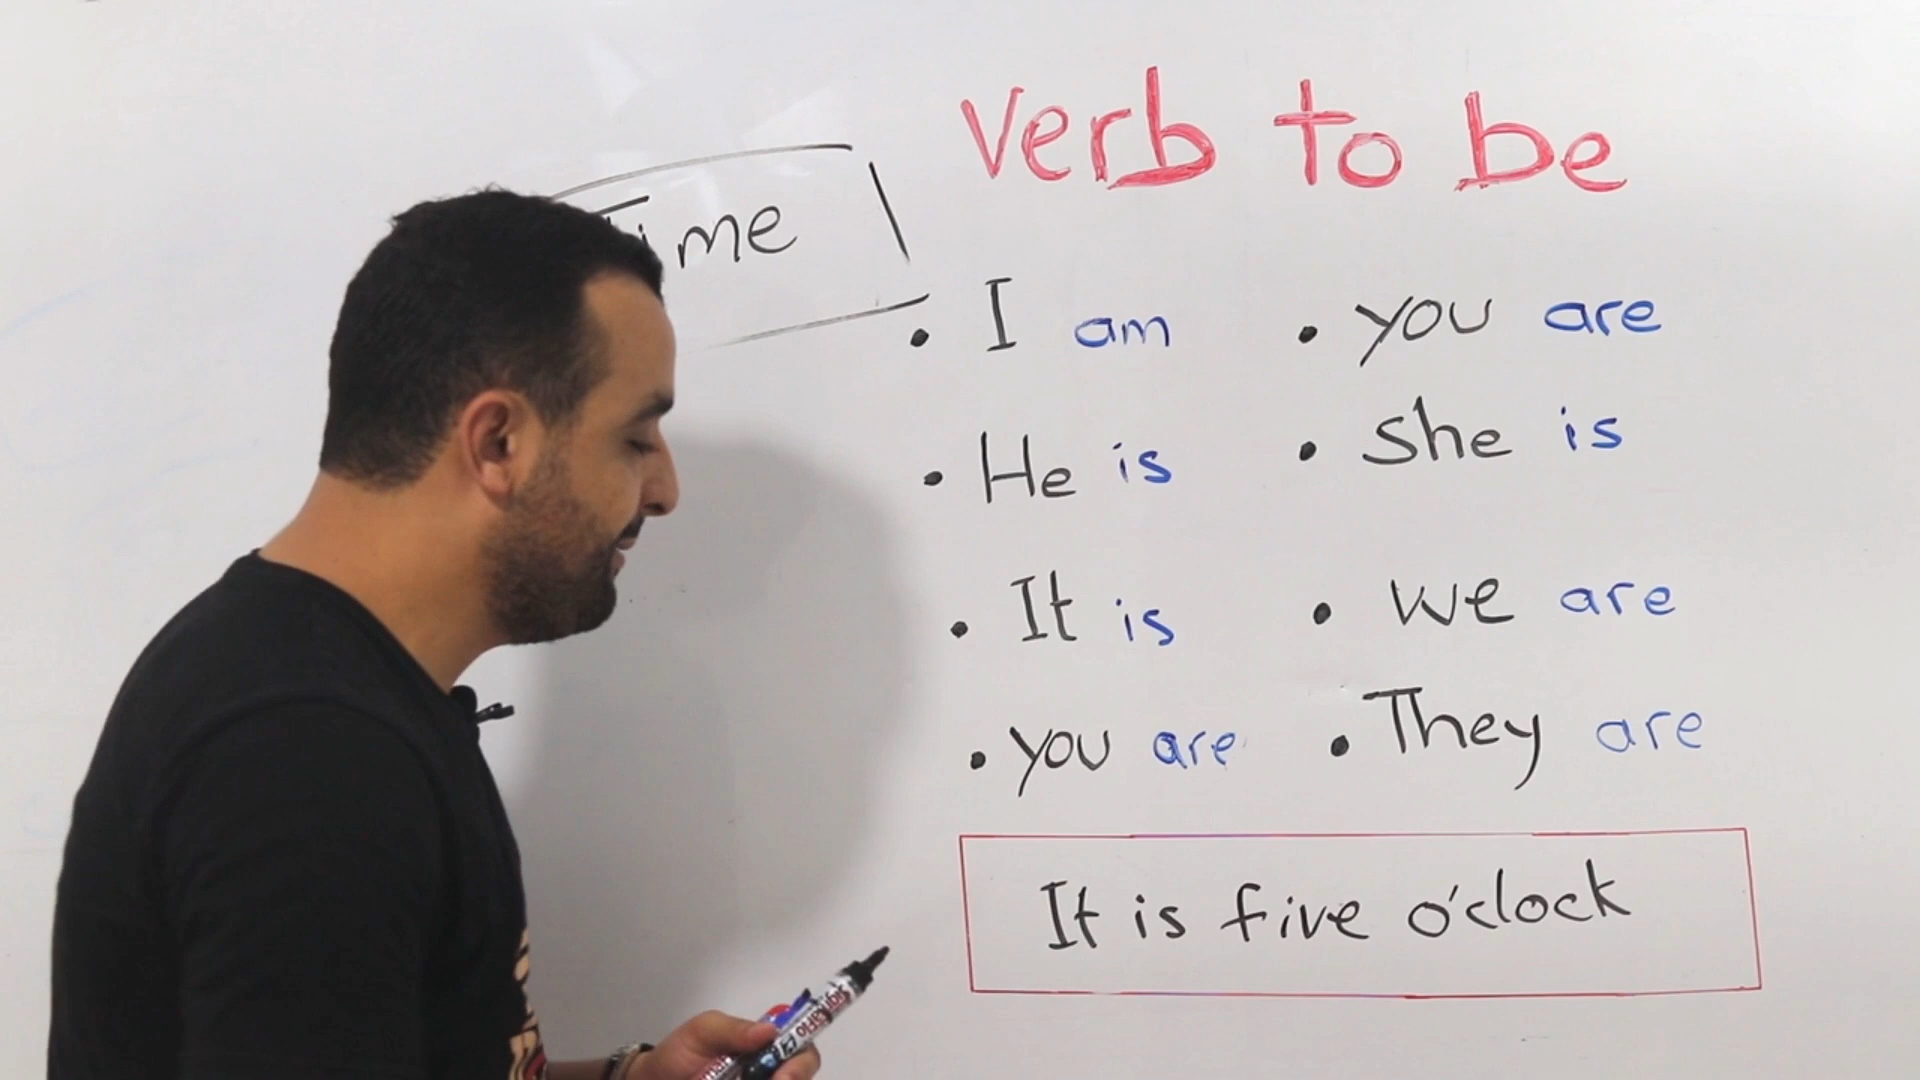 Verb to be
Time
• I am • you are
• He is • She is
• It is • we are
• you are • They are
It is five o'clock